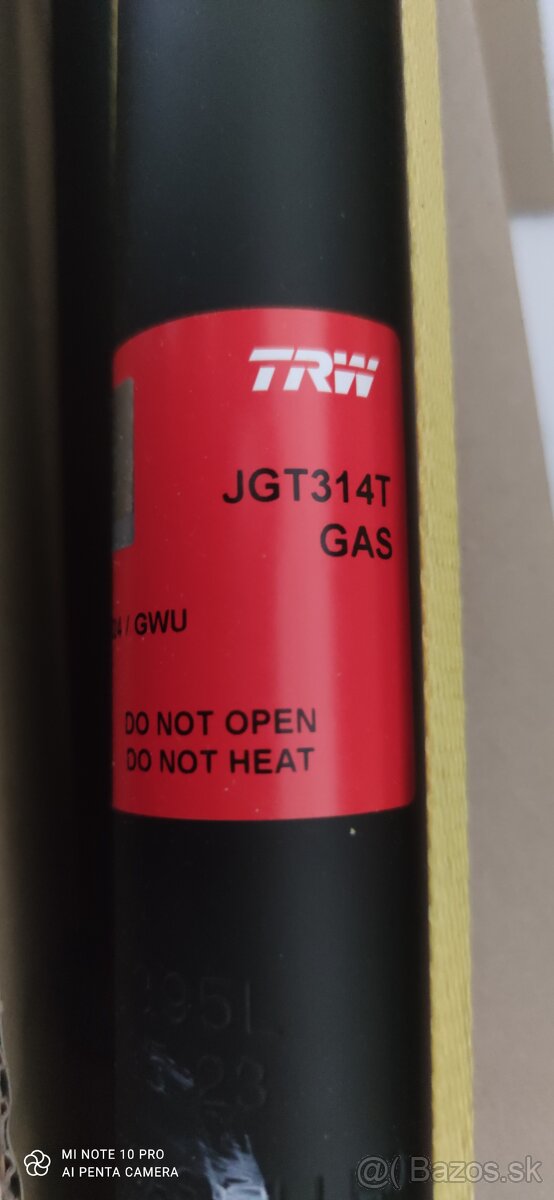 TRW
JGT314T
GAS
/ GWU
DO NOT OPEN
DO NOT HEAT
MI NOTE 10 PRO
AI PENTA CAMERA
@( Bazos.sk